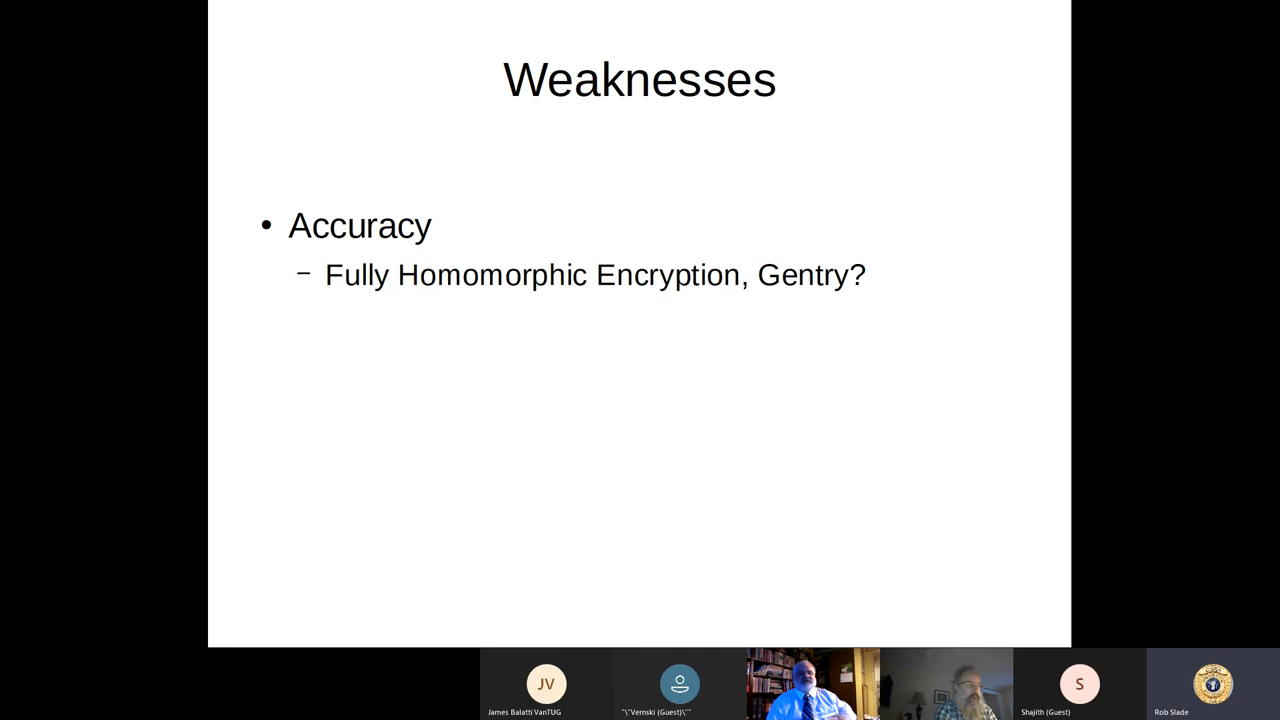 Weaknesses
• Accuracy
– Fully Homomorphic Encryption, Gentry?
JV
S
James Balatti VanTUG
"\"Vernski (Guest)\""
Shajith (Guest)
Rob Slade